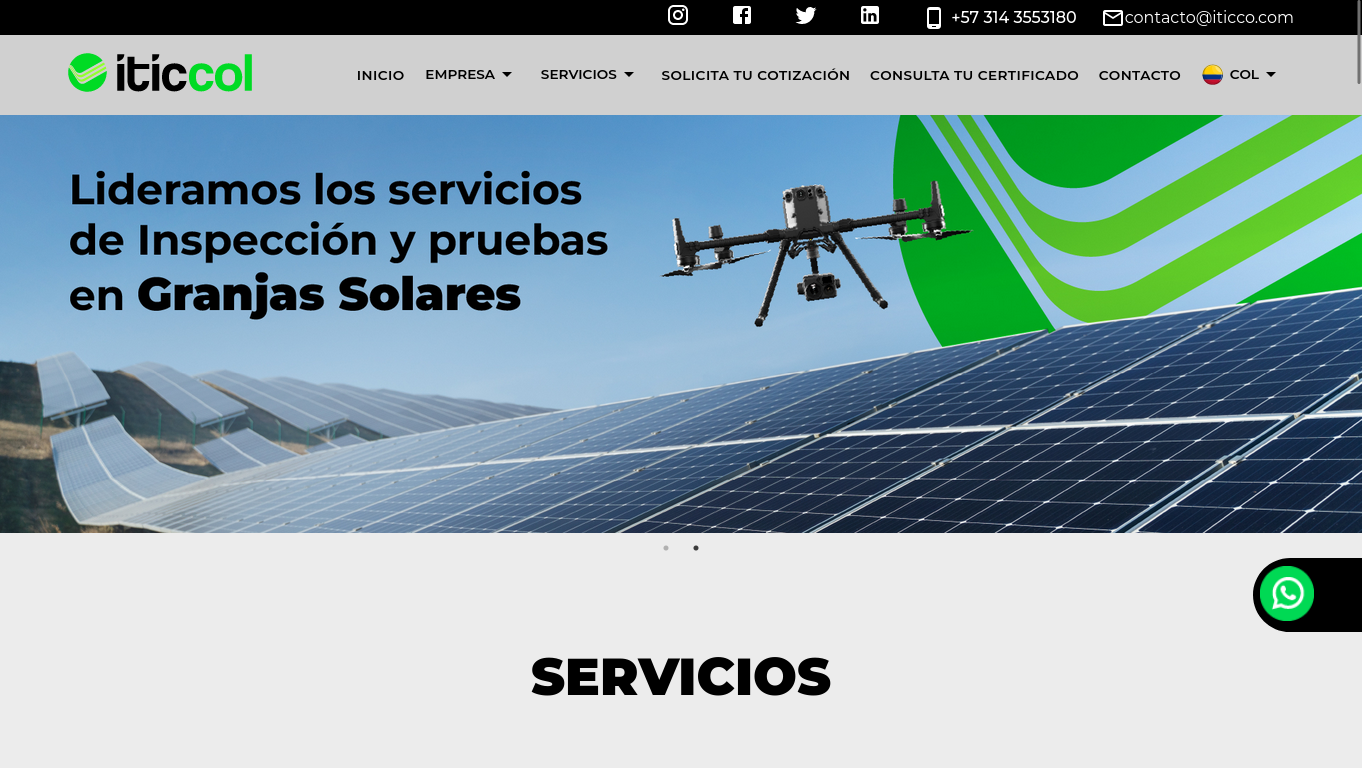 +57 314 3553180 contacto@iticco.com
iticcol INICIO EMPRESA SERVICIOS SOLICITA TU COTIZACIÓN CONSULTA TU CERTIFICADO CONTACTO COL
Lideramos los servicios
de Inspección y pruebas
en Granjas Solares
SERVICIOS